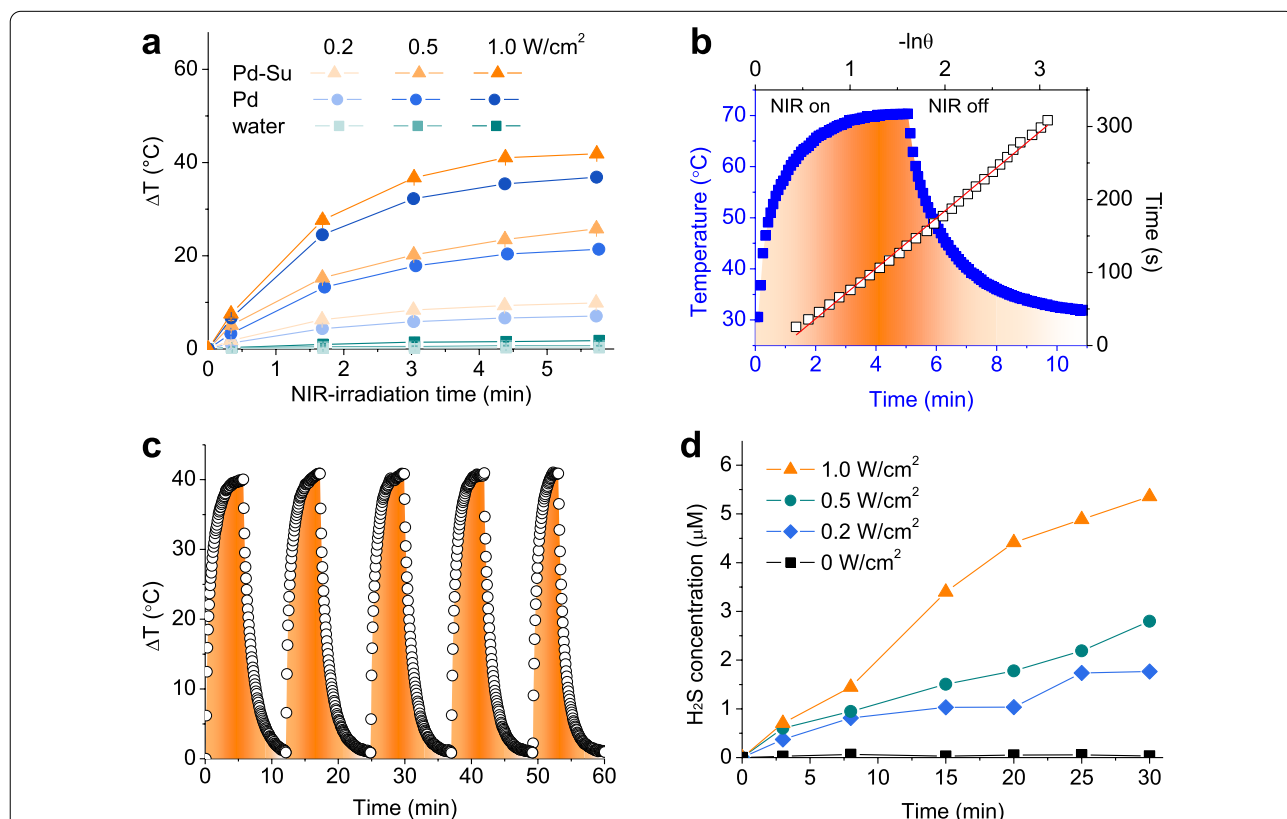 a
0.2 0.5 1.0 W/cm²
Pd-Su
Pd
water
60
40
20
0
ΔT (°C)
0 1 2 3 4 5
NIR-irradiation time (min)
b
-lnθ
0 1 2 3
NIR on NIR off
70
60
50
40
30
Temperature (°C)
300
200
100
0
Time (s)
0 2 4 6 8 10
Time (min)
c
40
30
20
10
0
ΔT (°C)
0 10 20 30 40 50 60
Time (min)
d
1.0 W/cm²
0.5 W/cm²
0.2 W/cm²
0 W/cm²
6
5
4
3
2
1
0
H₂S concentration (μM)
0 5 10 15 20 25 30
Time (min)